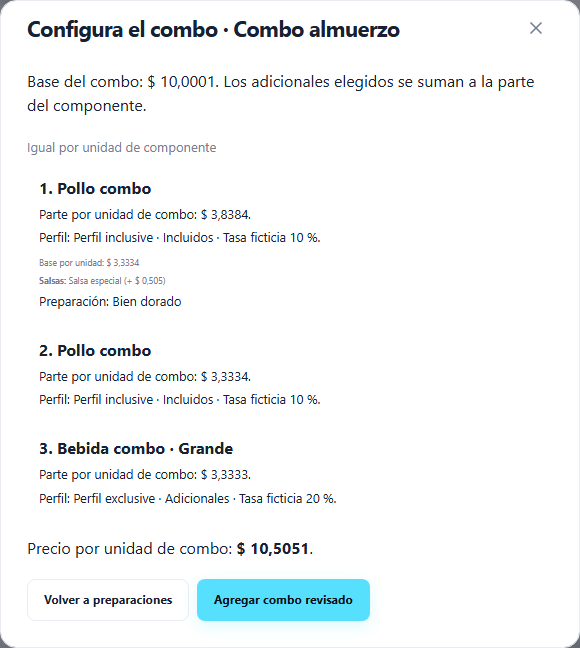 Configura el combo · Combo almuerzo
Base del combo: $ 10,0001. Los adicionales elegidos se suman a la parte
del componente.
Igual por unidad de componente
1. Pollo combo
Parte por unidad de combo: $ 3,8384.
Perfil: Perfil inclusive · Incluidos · Tasa ficticia 10 %.
Base por unidad: $ 3,3334
Salsas: Salsa especial (+ $ 0,505)
Preparación: Bien dorado
2. Pollo combo
Parte por unidad de combo: $ 3,3334.
Perfil: Perfil inclusive · Incluidos · Tasa ficticia 10 %.
3. Bebida combo · Grande
Parte por unidad de combo: $ 3,3333.
Perfil: Perfil exclusive · Adicionales · Tasa ficticia 20 %.
Precio por unidad de combo: $ 10,5051.
Volver a preparaciones
Agregar combo revisado